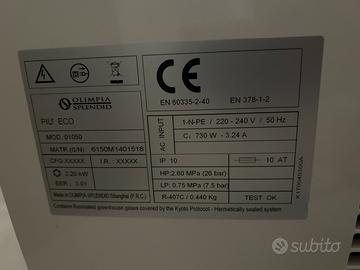 OLIMPIA
SPLENDID
PIU' ECO
MOD. 01050
MATR.(S/N): 6150M1401518
CFG:XXXXX I.R.: XXXXX
2.20 kW
EER : 3.01
Made in OLIMPIA SPLENDID Shanghai (P.R.C.)
CE
EN 60335-2-40 EN 378-1-2
AC INPUT
1-N-PE / 220 - 240 V / 50 Hz
C: 730 W - 3.24 A
IP 10
10 AT
HP:2.60 MPa (26 bar)
LP: 0.75 MPa (7.5 bar)
R-407C / 0.440 kg
TEST OK
Contains fluorinated greenhouse gases covered by the Kyoto Protocol - Hermetically sealed system
subito